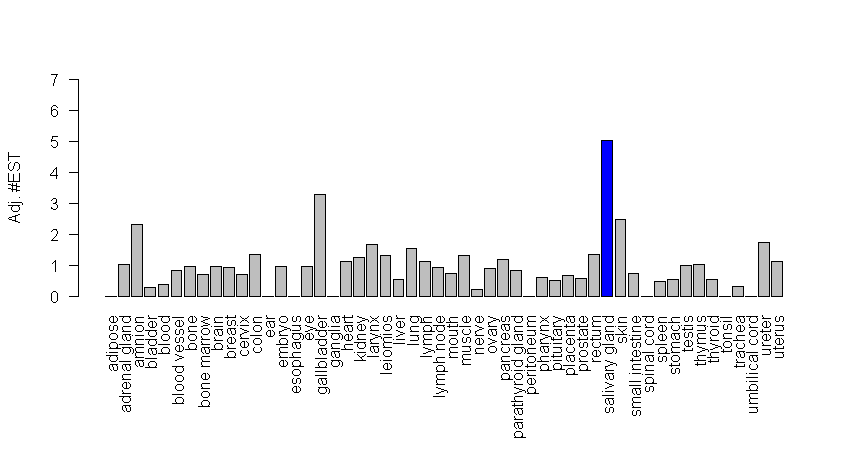 7
6
5
4
3
2
1
0
Adj. #EST
adipose
adrenal gland
amnion
bladder
blood
blood vessel
bone
bone marrow
brain
breast
cervix
colon
ear
embryo
esophagus
eye
gallbladder
ganglia
heart
kidney
larynx
leiomios
liver
lung
lymph
lymph node
mouth
muscle
nerve
ovary
pancreas
parathyroid gland
peritoneum
pharynx
pituitary
placenta
prostate
rectum
salivary gland
skin
small intestine
spinal cord
spleen
stomach
testis
thymus
thyroid
tonsil
trachea
umbilical cord
ureter
uterus